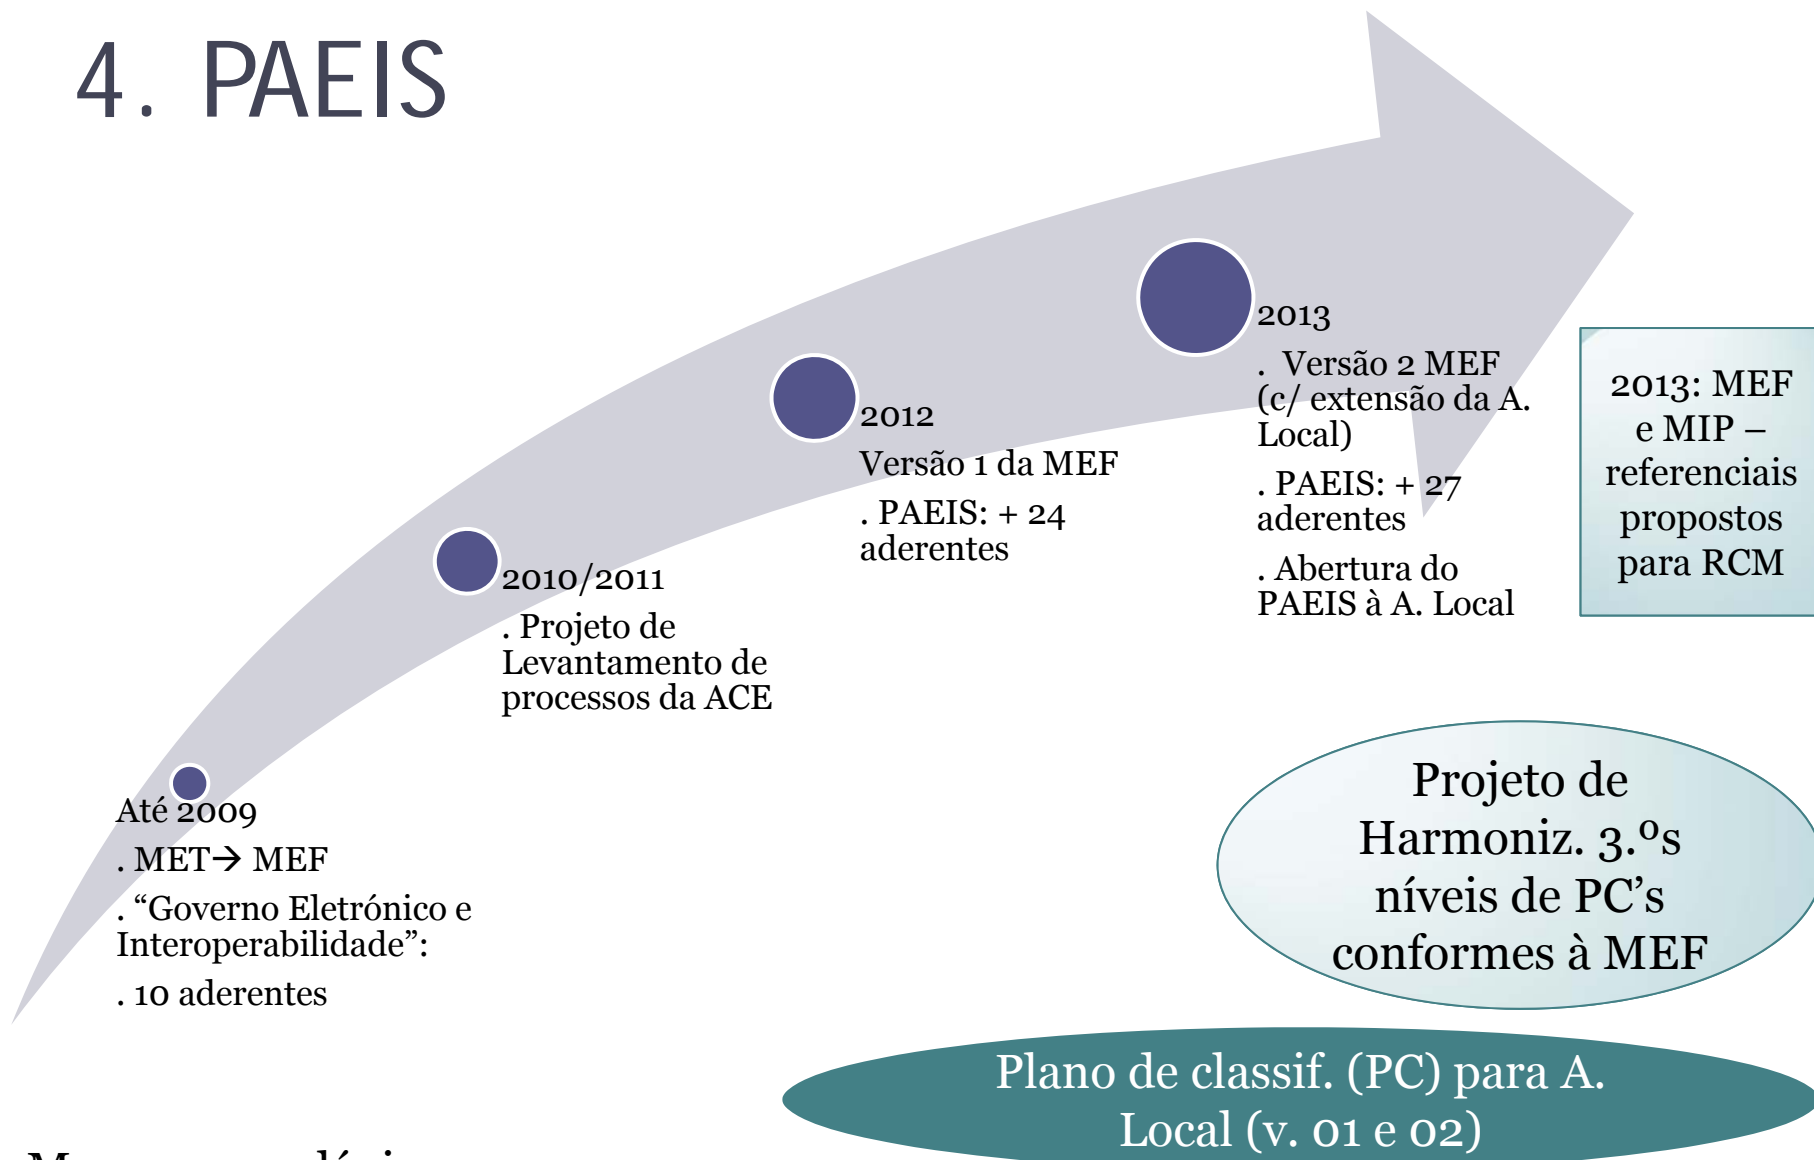 4. PAEIS
2013
. Versão 2 MEF
(c/ extensão da A.
Local)
. PAEIS: + 27
aderentes
. Abertura do
PAEIS à A. Local
2013: MEF
e MIP –
referenciais
propostos
para RCM
2012
Versão 1 da MEF
. PAEIS: + 24
aderentes
2010/2011
. Projeto de
Levantamento de
processos da ACE
Até 2009
. MET→ MEF
. “Governo Eletrónico e
Interoperabilidade”:
. 10 aderentes
Projeto de
Harmoniz. 3.ºs
níveis de PC’s
conformes à MEF
Plano de classif. (PC) para A.
Local (v. 01 e 02)